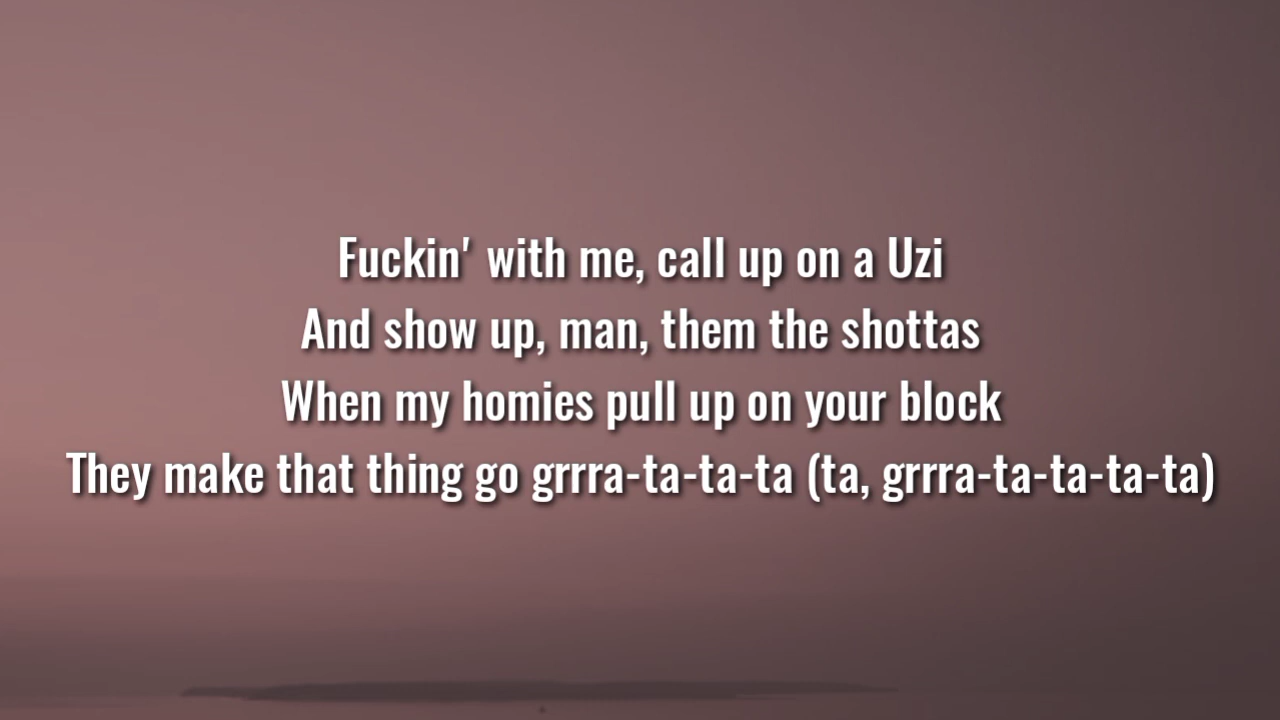 Fuckin' with me, call up on a Uzi
And show up, man, them the shottas
When my homies pull up on your block
They make that thing go grrra-ta-ta-ta (ta, grrra-ta-ta-ta-ta)